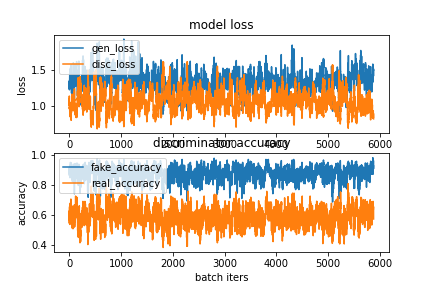 model loss
loss
1.5
1.0
gen_loss
disc_loss
0 1000 2000 3000 4000 5000 6000
discriminator accuracy
accuracy
1.0
0.8
0.6
0.4
fake_accuracy
real_accuracy
0 1000 2000 3000 4000 5000 6000
batch iters